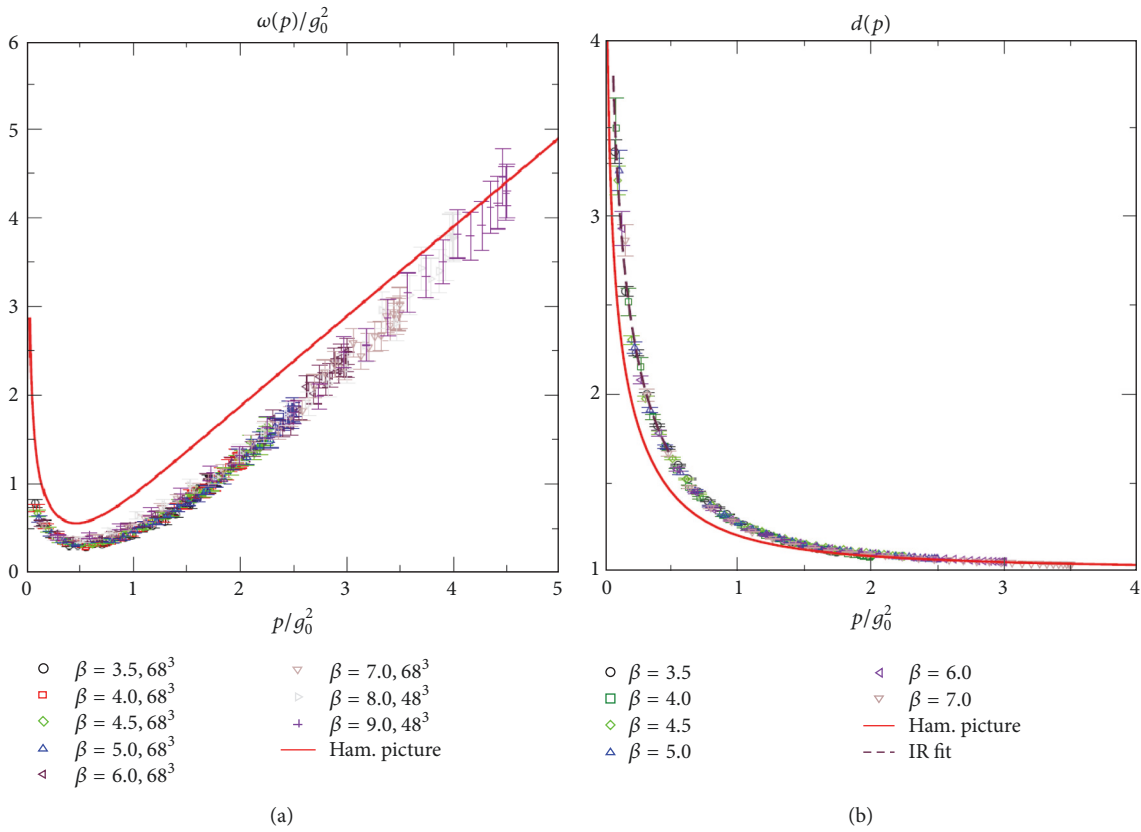 ω(p)/g₀²
6
5
4
3
2
1
0
0 1 2 3 4 5
p/g₀²
β = 3.5, 68³
β = 4.0, 68³
β = 4.5, 68³
β = 5.0, 68³
β = 6.0, 68³
β = 7.0, 68³
β = 8.0, 48³
β = 9.0, 48³
Ham. picture
(a)
d(p)
4
3
2
1
0 1 2 3 4
p/g₀²
β = 3.5
β = 4.0
β = 4.5
β = 5.0
β = 6.0
β = 7.0
Ham. picture
IR fit
(b)